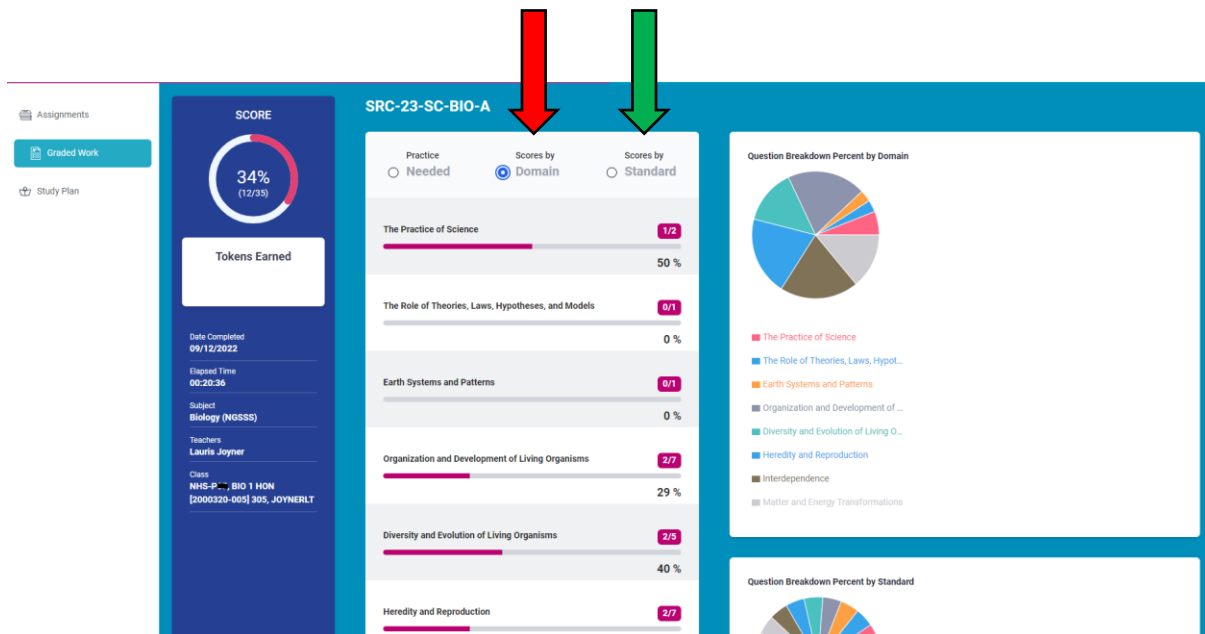 Assignments
Graded Work
Study Plan
SCORE
34%
(12/35)
Tokens Earned
Date Completed
09/12/2022
Elapsed Time
00:20:36
Subject
Biology (NGSSS)
Teachers
Lauris Joyner
Class
NHS-P , BIO 1 HON
[2000320-005] 305, JOYNERLT
SRC-23-SC-BIO-A
Practice Needed
Scores by Domain
Scores by Standard
The Practice of Science 1/2
50 %
The Role of Theories, Laws, Hypotheses, and Models 0/1
0 %
Earth Systems and Patterns 0/1
0 %
Organization and Development of Living Organisms 2/7
29 %
Diversity and Evolution of Living Organisms 2/5
40 %
Heredity and Reproduction 2/7
Question Breakdown Percent by Domain
The Practice of Science
The Role of Theories, Laws, Hypot...
Earth Systems and Patterns
Organization and Development of ...
Diversity and Evolution of Living O...
Heredity and Reproduction
Interdependence
Matter and Energy Transformations
Question Breakdown Percent by Standard